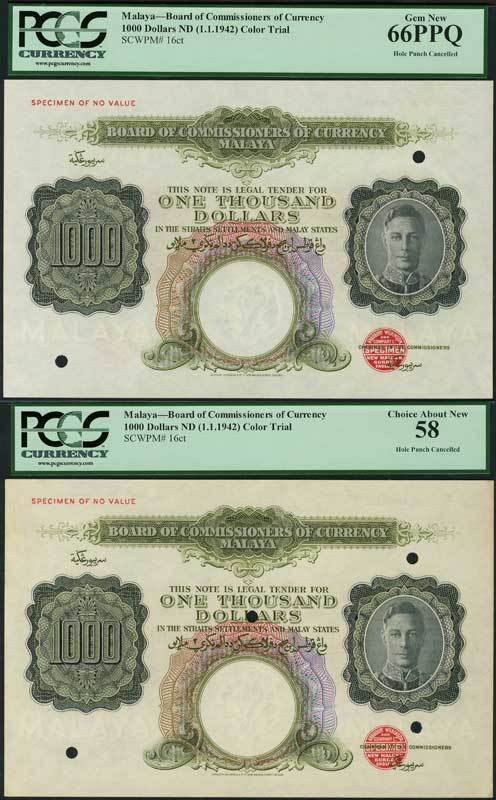 PCGS
CURRENCY
www.pcgscurrency.com
Malaya—Board of Commissioners of Currency
1000 Dollars ND (1.1.1942) Color Trial
SCWPM# 16ct
Gem New
66PPQ
Hole Punch Cancelled
SPECIMEN OF NO VALUE
BOARD OF COMMISSIONERS OF CURRENCY
MALAYA
THIS NOTE IS LEGAL TENDER FOR
ONE THOUSAND
DOLLARS
IN THE STRAITS SETTLEMENTS AND MALAY STATES
1000
SPECIMEN
COMMISSIONERS
PCGS
CURRENCY
www.pcgscurrency.com
Malaya—Board of Commissioners of Currency
1000 Dollars ND (1.1.1942) Color Trial
SCWPM# 16ct
Choice About New
58
Hole Punch Cancelled
SPECIMEN OF NO VALUE
BOARD OF COMMISSIONERS OF CURRENCY
MALAYA
THIS NOTE IS LEGAL TENDER FOR
ONE THOUSAND
DOLLARS
IN THE STRAITS SETTLEMENTS AND MALAY STATES
1000
COMMISSIONERS